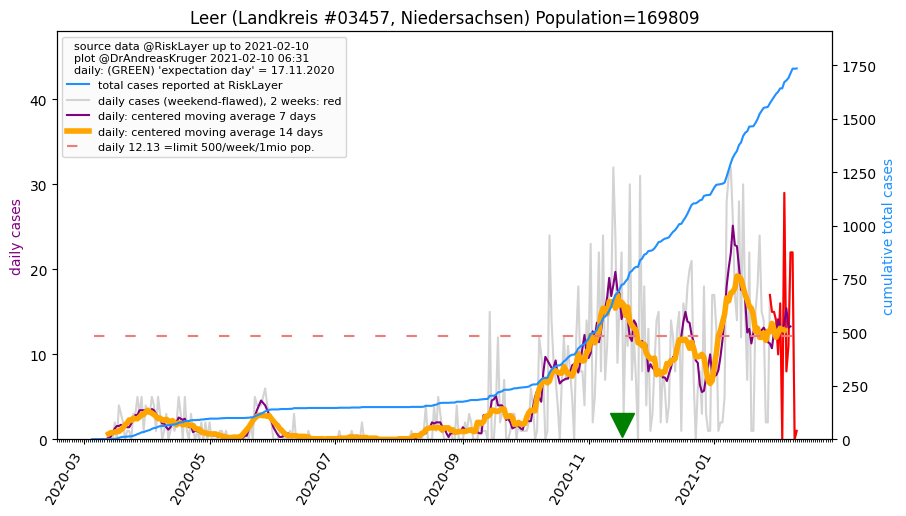 Leer (Landkreis #03457, Niedersachsen) Population=169809
source data @RiskLayer up to 2021-02-10
plot @DrAndreasKruger 2021-02-10 06:31
daily: (GREEN) 'expectation day' = 17.11.2020
total cases reported at RiskLayer
daily cases (weekend-flawed), 2 weeks: red
daily: centered moving average 7 days
daily: centered moving average 14 days
daily 12.13 =limit 500/week/1mio pop.
daily cases
40
30
20
10
0
cumulative total cases
1750
1500
1250
1000
750
500
250
0
2020-03
2020-05
2020-07
2020-09
2020-11
2021-01